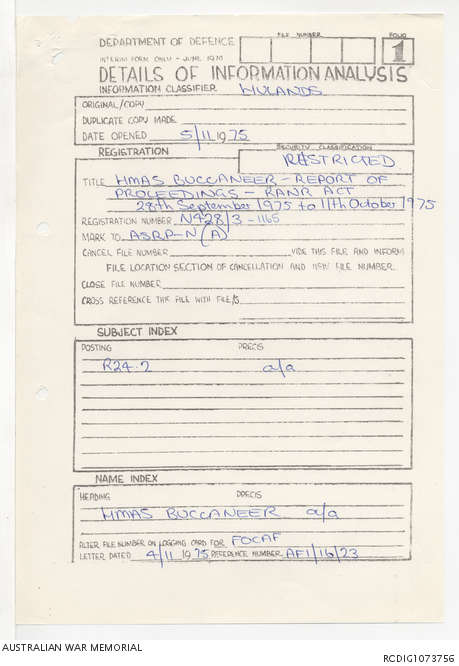 DEPARTMENT OF DEFENCE
FILE NUMBER
FOLIO
1
INTERIM FORM ONLY - JUNE 1970
DETAILS OF INFORMATION ANALYSIS
INFORMATION CLASSIFIER
ORIGINAL/COPY
DUPLICATE COPY MADE
DATE OPENED 5/11 1975
REGISTRATION
SECURITY CLASSIFICATION
RESTRICTED
TITLE HMAS BUCCANEER - REPORT OF
PROCEEDINGS - RANR ACT
28th September 1975 to 11th October 1975
REGISTRATION NUMBER N428/3 - 1165
MARK TO ASRP-N (A)
CANCEL FILE NUMBER VIDE THIS FILE AND INFORM
FILE LOCATION SECTION OF CANCELLATION AND NEW FILE NUMBER.
CLOSE FILE NUMBER
CROSS REFERENCE THIS FILE WITH FILE/S
SUBJECT INDEX
POSTING PRECIS
R24.2 a/a
NAME INDEX
HEADING PRECIS
HMAS BUCCANEER a/a
ALTER FILE NUMBER ON LOGGING CARD FOR FOCAF
LETTER DATED 4/11 1975 REFERENCE NUMBER AF1/16/23
AUSTRALIAN WAR MEMORIAL
RCDIG1073756